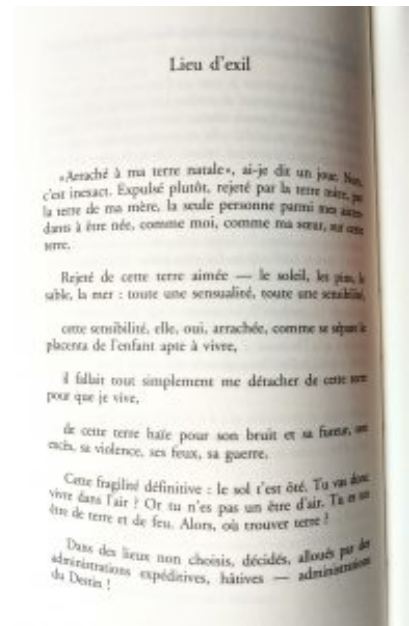 Lieu d'exil
«Arraché à ma terre natale», ai-je dit un jour. Non,
c'est inexact. Expulsé plutôt, rejeté par la terre mère, par
la terre de ma mère, la seule personne parmi mes ascen-
dants à être née, comme moi, comme ma sœur, sur cette
terre.
Rejeté de cette terre aimée — le soleil, les pins, le
sable, la mer : toute une sensualité, toute une sensibilité,
cette sensibilité, elle, oui, arrachée, comme se sépare le
placenta de l'enfant apte à vivre,
il fallait tout simplement me détacher de cette terre
pour que je vive,
de cette terre haïe pour son bruit et sa fureur, ses
excès, sa violence, ses feux, sa guerre.
Cette fragilité définitive : le sol t'est ôté. Tu vas donc
vivre dans l'air ? Or tu n'es pas un être d'air. Tu es un
être de terre et de feu. Alors, où trouver terre ?
Dans des lieux non choisis, décidés, alloués par des
administrations expéditives, hâtives — administrations
du Destin !